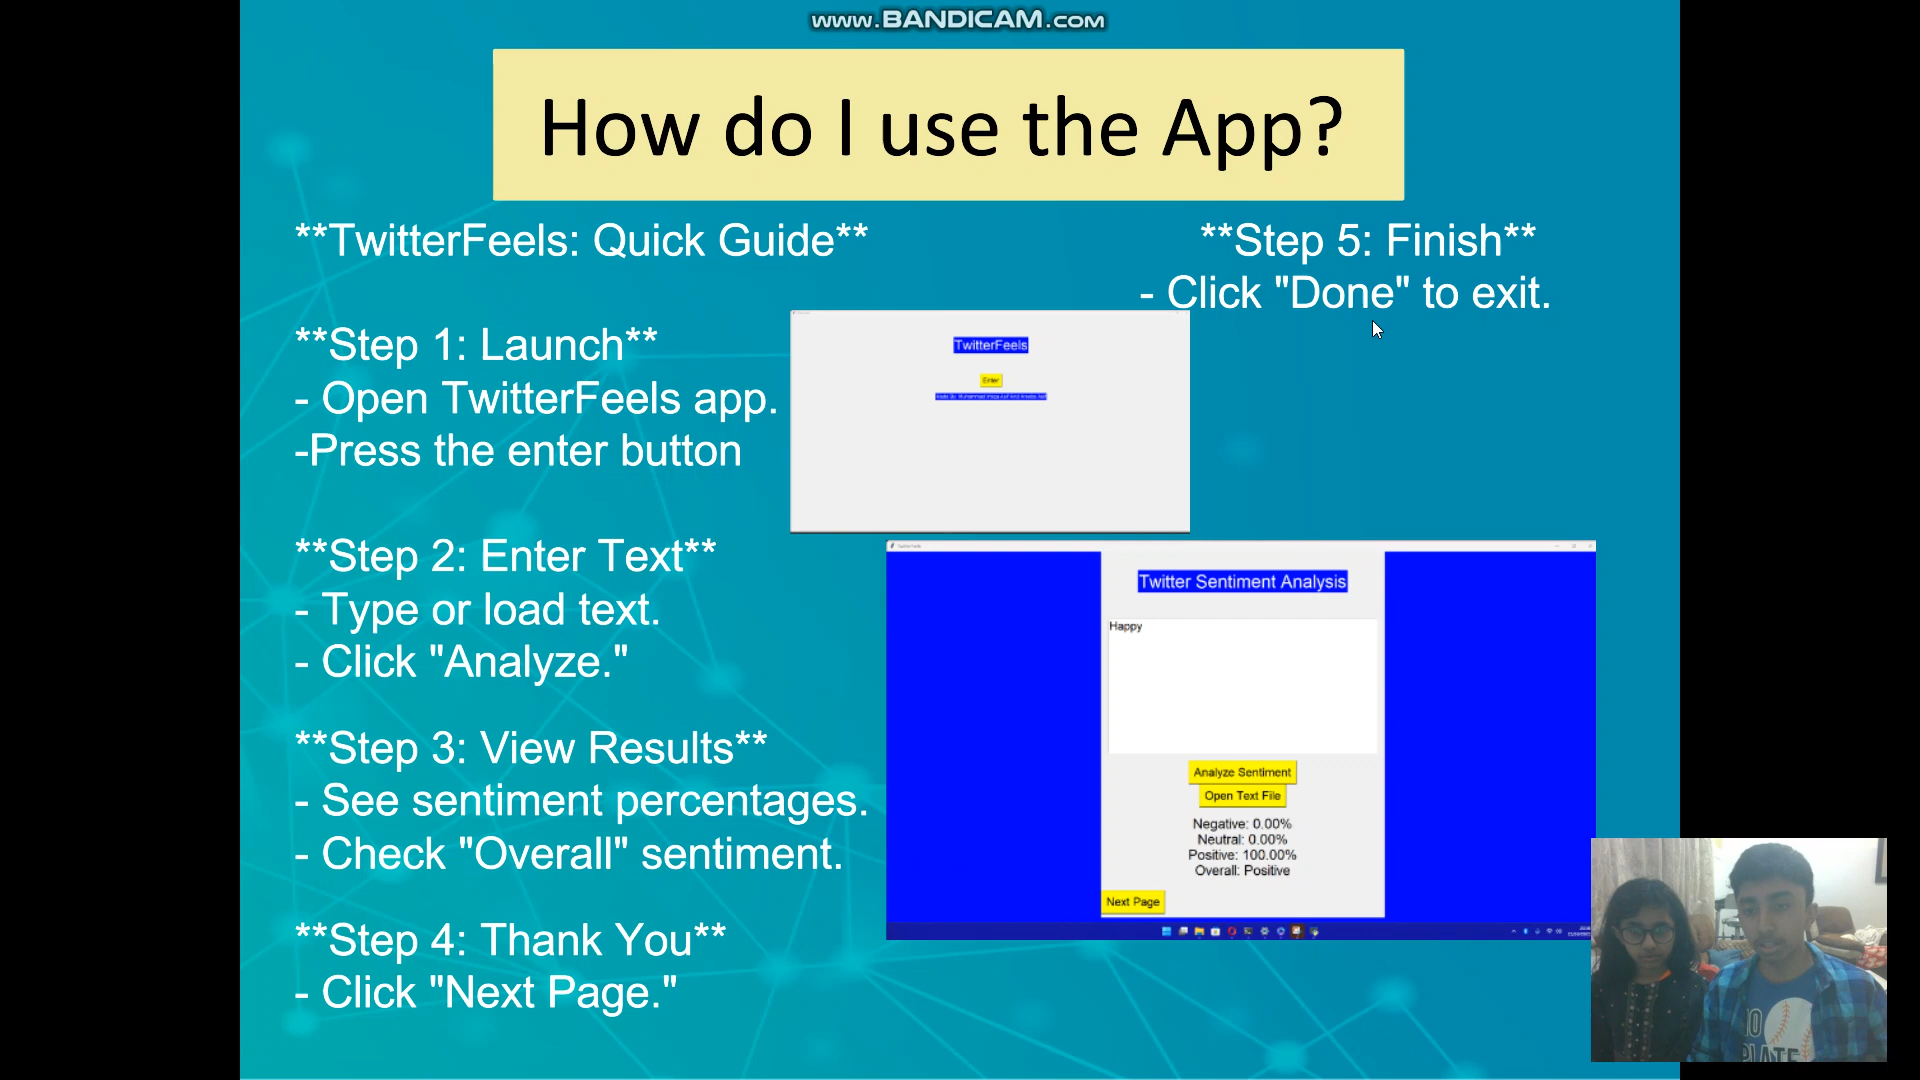 www.BANDICAM.com
How do I use the App?
**TwitterFeels: Quick Guide**
**Step 1: Launch**
- Open TwitterFeels app.
-Press the enter button
**Step 2: Enter Text**
- Type or load text.
- Click "Analyze."
**Step 3: View Results**
- See sentiment percentages.
- Check "Overall" sentiment.
**Step 4: Thank You**
- Click "Next Page."
**Step 5: Finish**
- Click "Done" to exit.
TwitterFeels
Enter
TwitterFeels
Twitter Sentiment Analysis
Happy
Analyze Sentiment
Open Text File
Negative: 0.00%
Neutral: 0.00%
Positive: 100.00%
Overall: Positive
Next Page